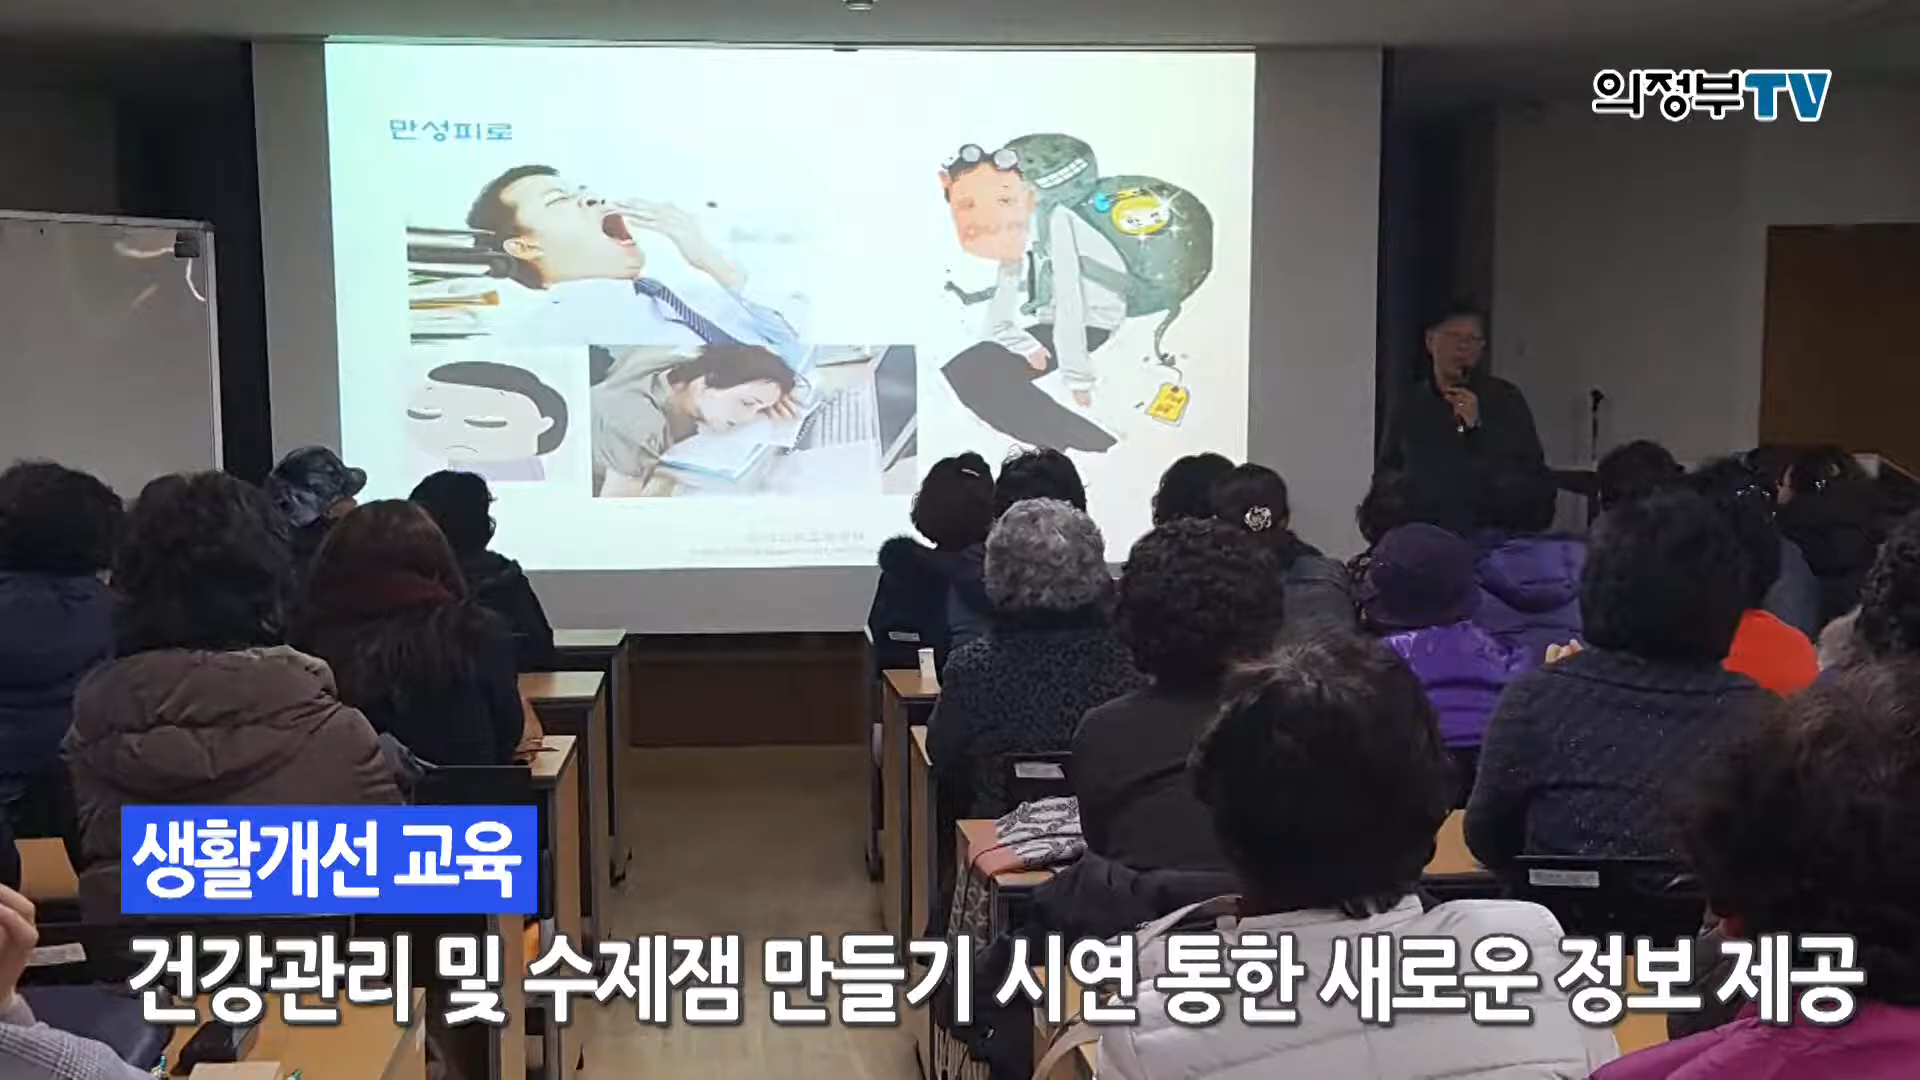 의정부TV
만성피로
생활개선 교육
건강관리 및 수제잼 만들기 시연 통한 새로운 정보 제공